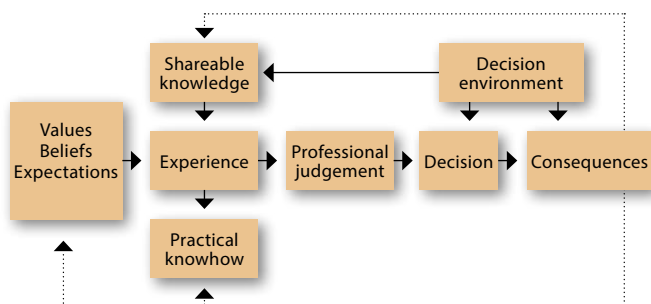 Shareable
knowledge
Decision
environment
Values
Beliefs
Expectations
Experience
Professional
judgement
Decision
Consequences
Practical
knowhow